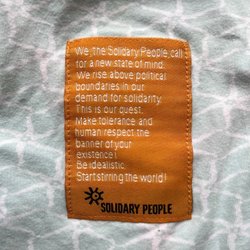 We, the Solidary People, call
for a new state of mind.
We rise above political
boundaries in our
demand for solidarity.
This is our quest.
Make tolerance and
human respect the
banner of your
existence!
Be idealistic.
Start stirring the world!
SOLIDARY PEOPLE